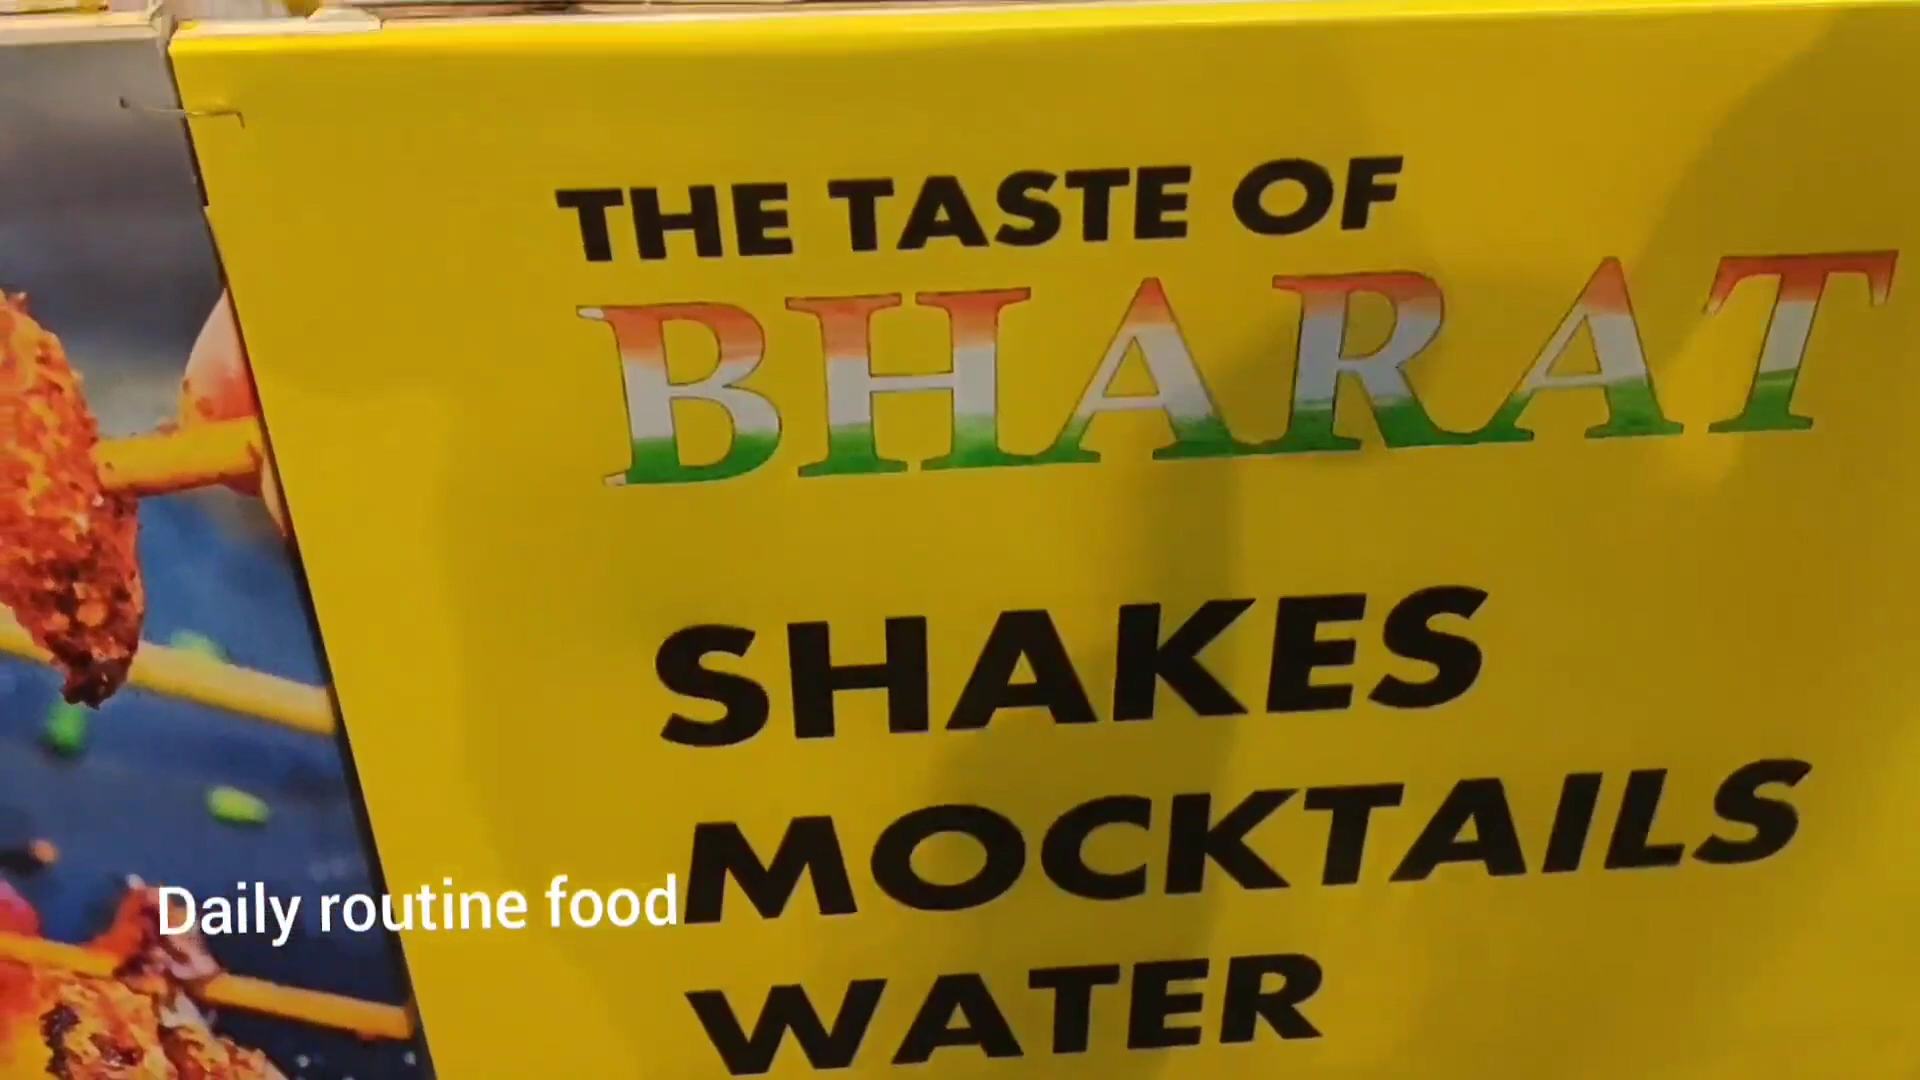 THE TASTE OF
BHARAT
SHAKES
MOCKTAILS
WATER
Daily routine food